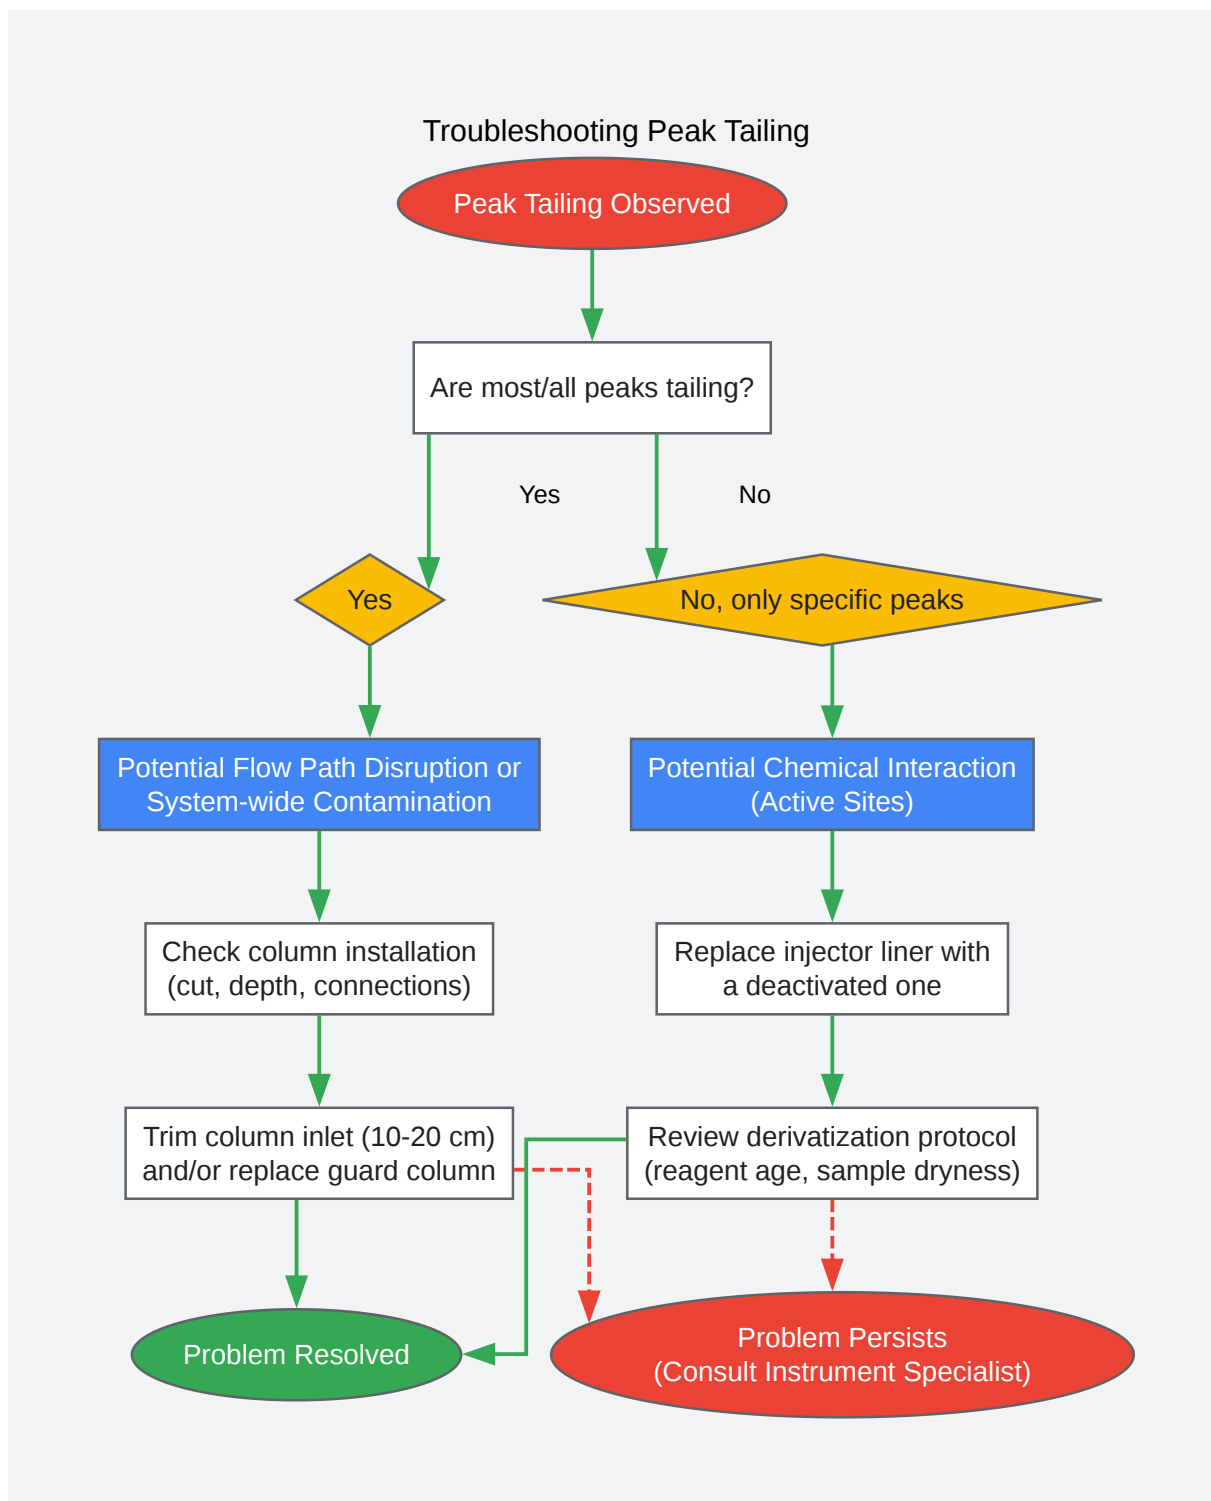 Troubleshooting Peak Tailing
Peak Tailing Observed
Are most/all peaks tailing?
Yes
No
Yes
No, only specific peaks
Potential Flow Path Disruption or
System-wide Contamination
Potential Chemical Interaction
(Active Sites)
Check column installation
(cut, depth, connections)
Replace injector liner with
a deactivated one
Trim column inlet (10-20 cm)
and/or replace guard column
Review derivatization protocol
(reagent age, sample dryness)
Problem Resolved
Problem Persists
(Consult Instrument Specialist)